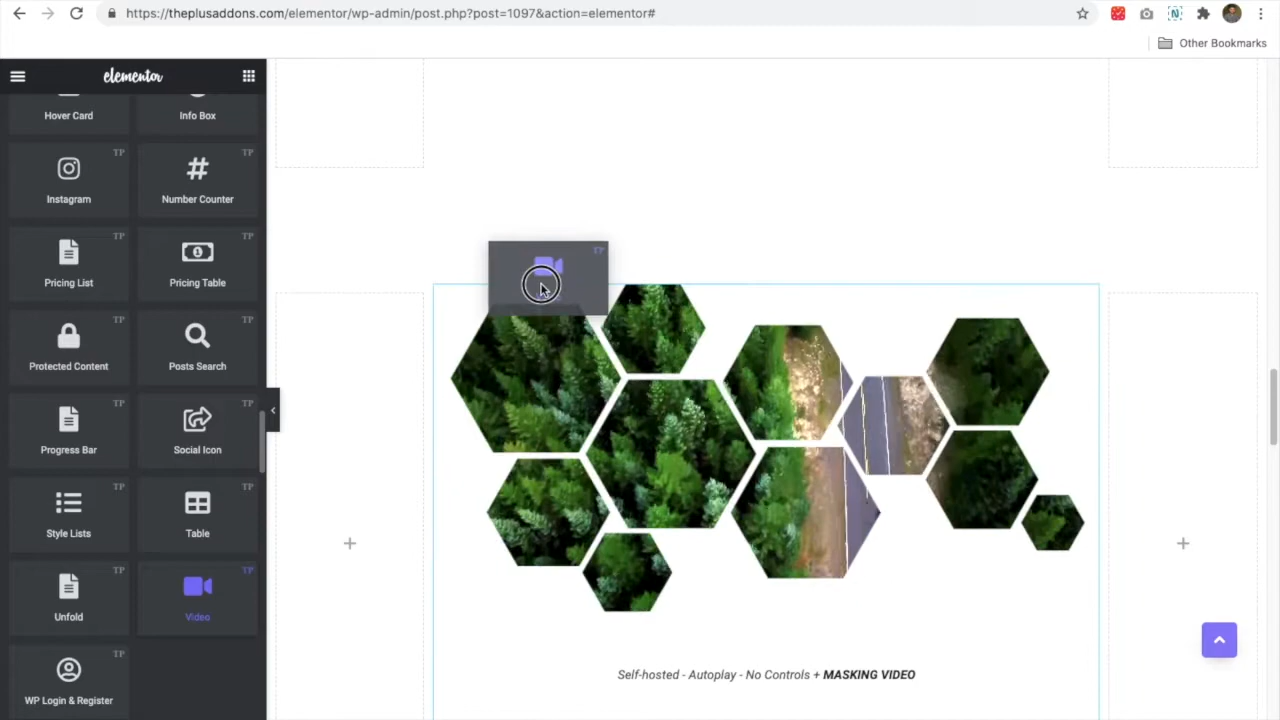 https://theplusaddons.com/elementor/wp-admin/post.php?post=1097&action=elementor#
N
Other Bookmarks
elementor
Hover Card
Info Box
TP
TP
Instagram
Number Counter
TP
TP
TP
Pricing List
Pricing Table
TP
TP
Protected Content
Posts Search
TP
TP
Progress Bar
Social Icon
TP
TP
Style Lists
Table
TP
TP
Unfold
Video
TP
WP Login & Register
Self-hosted - Autoplay - No Controls + MASKING VIDEO